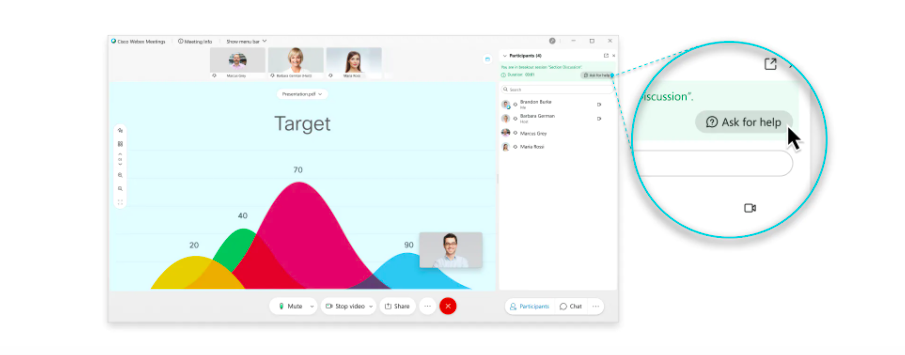 Cisco Webex Meetings
Meeting info
Show menu bar
Marcus Grey
Barbara German (Host)
Maria Rossi
Participants (4)
You are in breakout session "Section Discussion".
Duration
Ask for help
Search
Presentation.pdf
Brandon Burke
Me
Barbara German
Host
Marcus Grey
Maria Rossi
Target
70
40
20
90
Mute
Stop video
Share
Participants
Chat
iscussion".
Ask for help